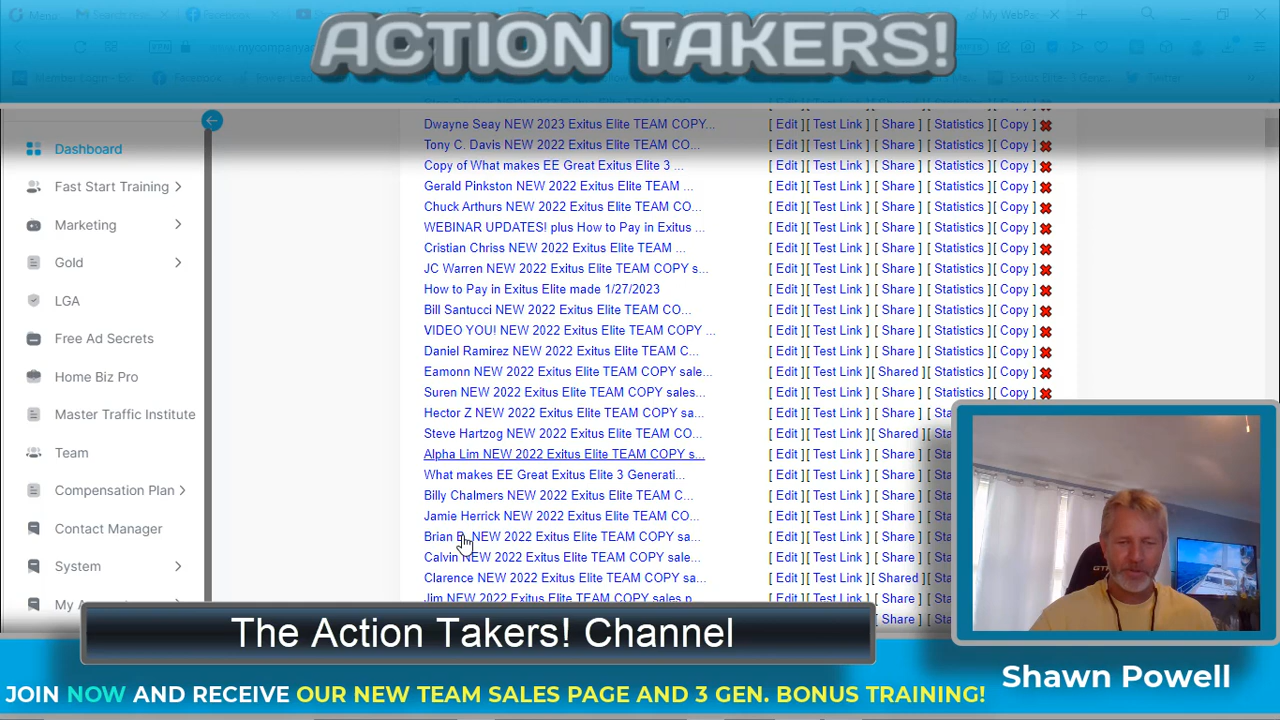 ACTION TAKERS!
Dashboard
Fast Start Training
Marketing
Gold
LGA
Free Ad Secrets
Home Biz Pro
Master Traffic Institute
Team
Compensation Plan
Contact Manager
System
Dwayne Seay NEW 2023 Exitus Elite TEAM COPY... [ Edit ][ Test Link ] [ Share ] [ Statistics ][ Copy ]
Tony C. Davis NEW 2022 Exitus Elite TEAM CO... [ Edit ][ Test Link ] [ Share ] [ Statistics ][ Copy ]
Copy of What makes EE Great Exitus Elite 3 ... [ Edit ][ Test Link ] [ Share ] [ Statistics ][ Copy ]
Gerald Pinkston NEW 2022 Exitus Elite TEAM ... [ Edit ][ Test Link ] [ Share ] [ Statistics ][ Copy ]
Chuck Arthurs NEW 2022 Exitus Elite TEAM CO... [ Edit ][ Test Link ] [ Share ] [ Statistics ][ Copy ]
WEBINAR UPDATES! plus How to Pay in Exitus ... [ Edit ][ Test Link ] [ Share ] [ Statistics ][ Copy ]
Cristian Chriss NEW 2022 Exitus Elite TEAM ... [ Edit ][ Test Link ] [ Share ] [ Statistics ][ Copy ]
JC Warren NEW 2022 Exitus Elite TEAM COPY s... [ Edit ][ Test Link ] [ Share ] [ Statistics ][ Copy ]
How to Pay in Exitus Elite made 1/27/2023 [ Edit ][ Test Link ] [ Share ] [ Statistics ][ Copy ]
Bill Santucci NEW 2022 Exitus Elite TEAM CO... [ Edit ][ Test Link ] [ Share ] [ Statistics ][ Copy ]
VIDEO YOU! NEW 2022 Exitus Elite TEAM COPY ... [ Edit ][ Test Link ] [ Share ] [ Statistics ][ Copy ]
Daniel Ramirez NEW 2022 Exitus Elite TEAM C... [ Edit ][ Test Link ] [ Share ] [ Statistics ][ Copy ]
Eamonn NEW 2022 Exitus Elite TEAM COPY sale... [ Edit ][ Test Link ] [ Shared ] [ Statistics ][ Copy ]
Suren NEW 2022 Exitus Elite TEAM COPY sales... [ Edit ][ Test Link ] [ Share ] [ Statistics ][ Copy ]
Hector Z NEW 2022 Exitus Elite TEAM COPY sa... [ Edit ][ Test Link ] [ Share ]
Steve Hartzog NEW 2022 Exitus Elite TEAM CO... [ Edit ][ Test Link ] [ Shared ]
Alpha Lim NEW 2022 Exitus Elite TEAM COPY s... [ Edit ][ Test Link ] [ Share ]
What makes EE Great Exitus Elite 3 Generati... [ Edit ][ Test Link ] [ Share ]
Billy Chalmers NEW 2022 Exitus Elite TEAM C... [ Edit ][ Test Link ] [ Share ]
Jamie Herrick NEW 2022 Exitus Elite TEAM CO... [ Edit ][ Test Link ] [ Share ]
Brian NEW 2022 Exitus Elite TEAM COPY sa... [ Edit ][ Test Link ] [ Share ]
Calvin NEW 2022 Exitus Elite TEAM COPY sale... [ Edit ][ Test Link ] [ Share ]
Clarence NEW 2022 Exitus Elite TEAM COPY sa... [ Edit ][ Test Link ] [ Shared ]
Jim NEW 2022 Exitus Elite TEAM COPY sales p... [ Edit ][ Test Link ] [ Share ]
[ Share ]
The Action Takers! Channel
Shawn Powell
JOIN NOW AND RECEIVE OUR NEW TEAM SALES PAGE AND 3 GEN. BONUS TRAINING!